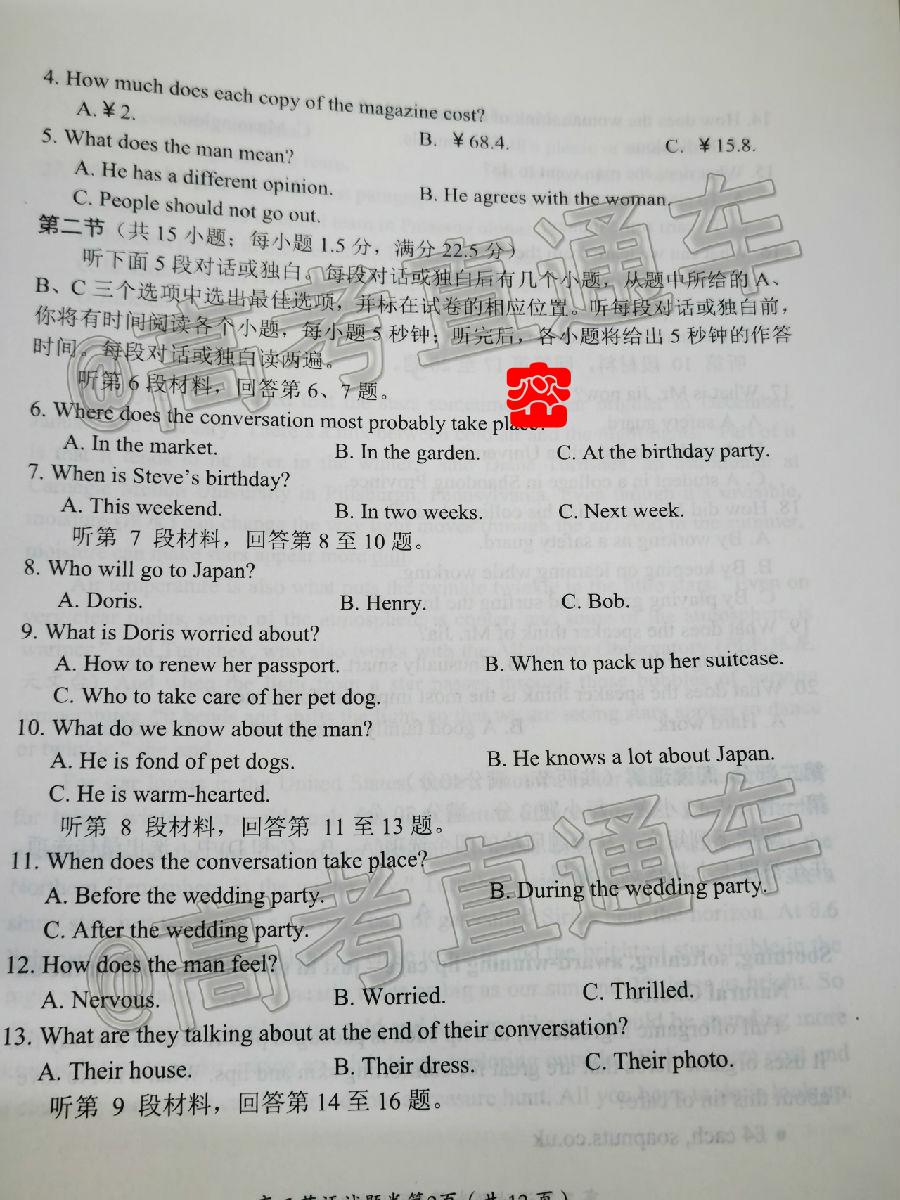 4. How much does each copy of the magazine cost?
A. ¥ 2. B. ¥ 68.4. C. ¥ 15.8.
5. What does the man mean?
A. He has a different opinion. B. He agrees with the woman.
C. People should not go out.
第二节（共 15 小题；每小题 1.5 分，满分 22.5 分）
听下面 5 段对话或独白。每段对话或独白后有几个小题，从题中所给的 A、
B、C 三个选项中选出最佳选项，并标在试卷的相应位置。听每段对话或独白前，
你将有时间阅读各个小题，每小题 5 秒钟；听完后，各小题将给出 5 秒钟的作答
时间。每段对话或独白读两遍。
听第 6 段材料，回答第 6、7 题。
6. Where does the conversation most probably take place?
A. In the market. B. In the garden. C. At the birthday party.
7. When is Steve's birthday?
A. This weekend. B. In two weeks. C. Next week.
听第 7 段材料，回答第 8 至 10 题。
8. Who will go to Japan?
A. Doris. B. Henry. C. Bob.
9. What is Doris worried about?
A. How to renew her passport. B. When to pack up her suitcase.
C. Who to take care of her pet dog.
10. What do we know about the man?
A. He is fond of pet dogs. B. He knows a lot about Japan.
C. He is warm-hearted.
听第 8 段材料，回答第 11 至 13 题。
11. When does the conversation take place?
A. Before the wedding party. B. During the wedding party.
C. After the wedding party.
12. How does the man feel?
A. Nervous. B. Worried. C. Thrilled.
13. What are they talking about at the end of their conversation?
A. Their house. B. Their dress. C. Their photo.
听第 9 段材料，回答第 14 至 16 题。
@高考直通车
@高考直通车